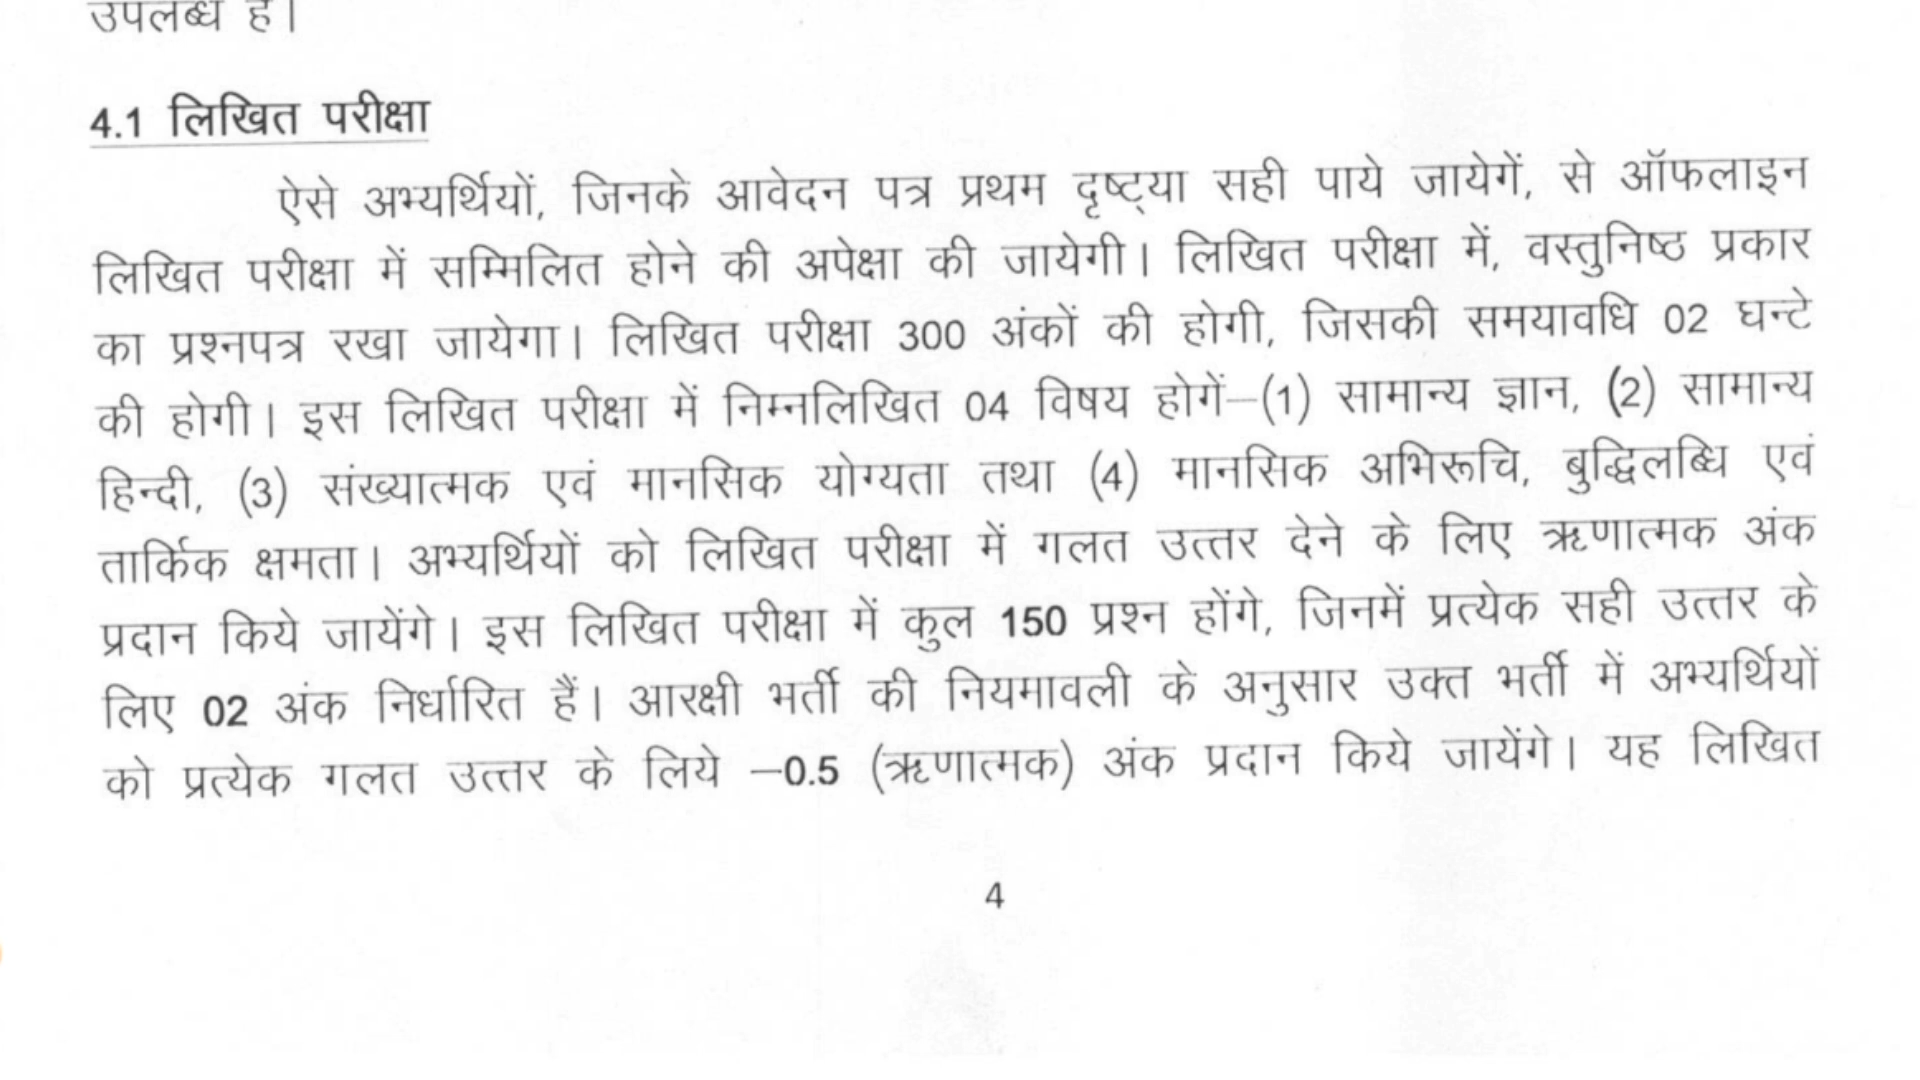 उपलब्ध है।
4.1 लिखित परीक्षा
ऐसे अभ्यर्थियों, जिनके आवेदन पत्र प्रथम दृष्ट्या सही पाये जायेगें, से ऑफलाइन
लिखित परीक्षा में सम्मिलित होने की अपेक्षा की जायेगी। लिखित परीक्षा में, वस्तुनिष्ठ प्रकार
का प्रश्नपत्र रखा जायेगा। लिखित परीक्षा 300 अंकों की होगी, जिसकी समयावधि 02 घन्टे
की होगी। इस लिखित परीक्षा में निम्नलिखित 04 विषय होगें–(1) सामान्य ज्ञान, (2) सामान्य
हिन्दी, (3) संख्यात्मक एवं मानसिक योग्यता तथा (4) मानसिक अभिरूचि, बुद्धिलब्धि एवं
तार्किक क्षमता। अभ्यर्थियों को लिखित परीक्षा में गलत उत्तर देने के लिए ऋणात्मक अंक
प्रदान किये जायेंगे। इस लिखित परीक्षा में कुल 150 प्रश्न होंगे, जिनमें प्रत्येक सही उत्तर के
लिए 02 अंक निर्धारित हैं। आरक्षी भर्ती की नियमावली के अनुसार उक्त भर्ती में अभ्यर्थियों
को प्रत्येक गलत उत्तर के लिये –0.5 (ऋणात्मक) अंक प्रदान किये जायेंगे। यह लिखित
4